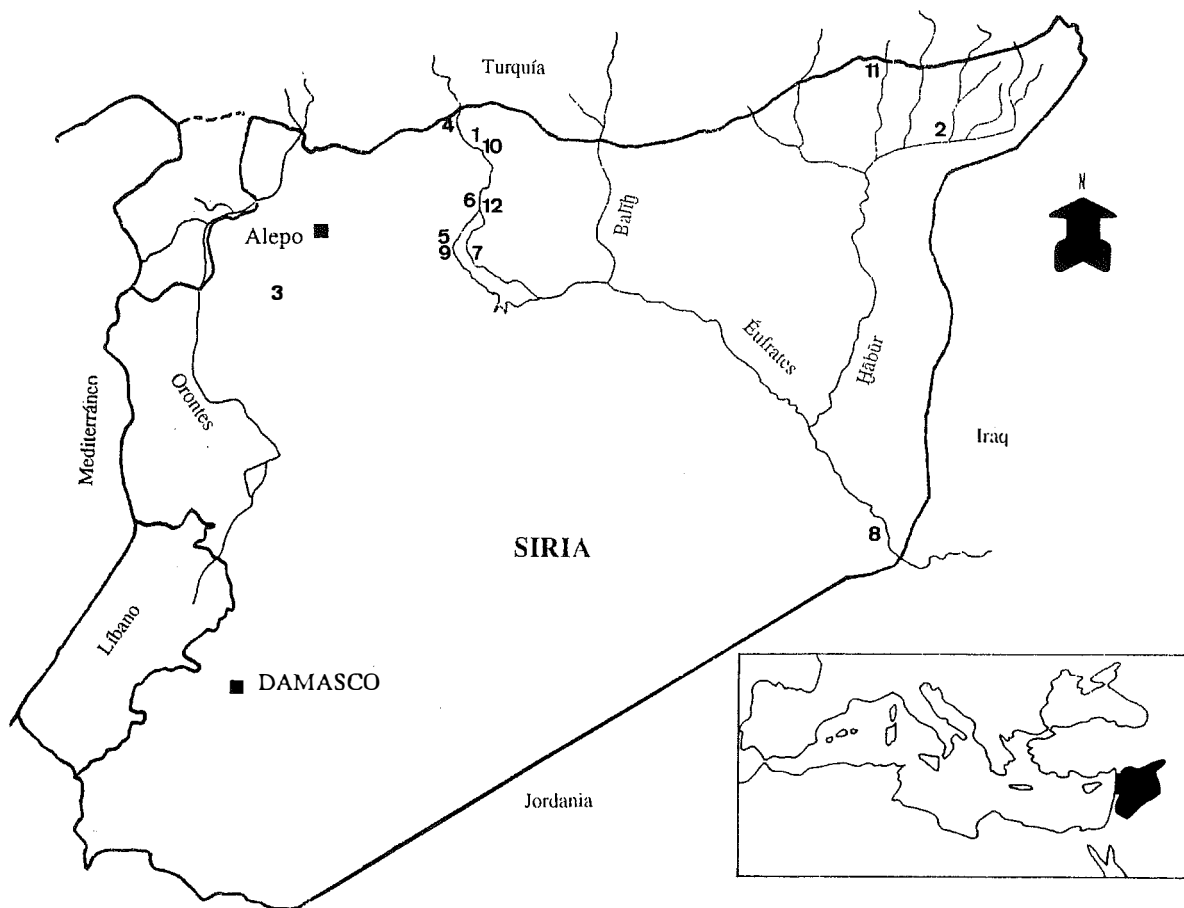 Turquía
11
2
4
1
10
N
6
12
Balīḫ
Alepo
5
9
7
3
Éufrates
Ḫābūr
Orontes
Mediterráneo
Iraq
8
SIRIA
Líbano
DAMASCO
Jordania